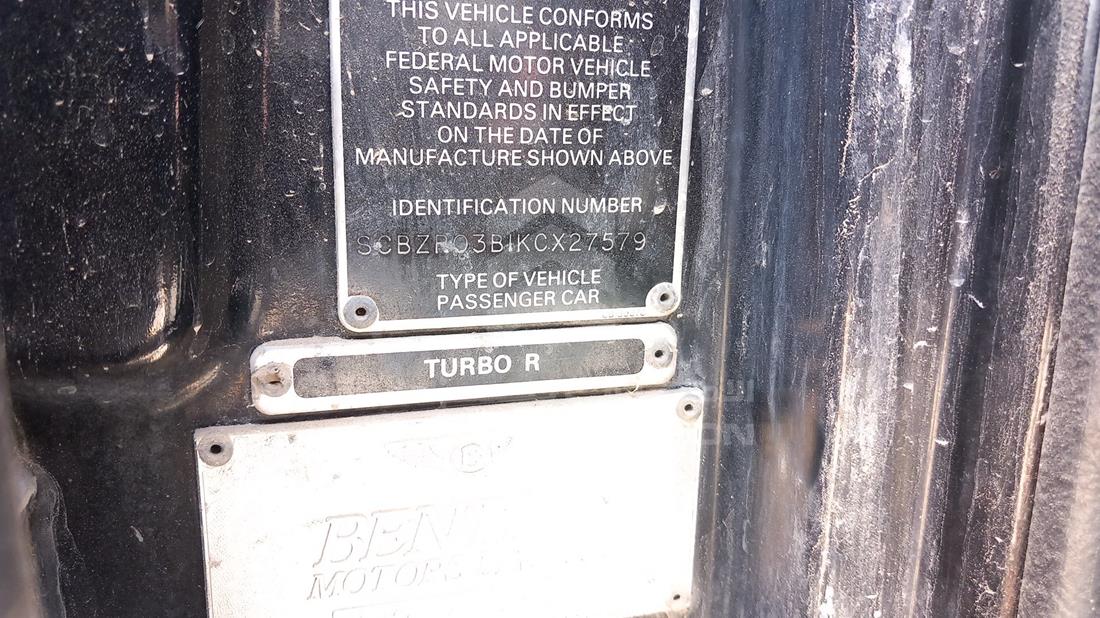 THIS VEHICLE CONFORMS
TO ALL APPLICABLE
FEDERAL MOTOR VEHICLE
SAFETY AND BUMPER
STANDARDS IN EFFECT
ON THE DATE OF
MANUFACTURE SHOWN ABOVE
IDENTIFICATION NUMBER
SCBZR03B1KCX27579
TYPE OF VEHICLE
PASSENGER CAR
TURBO R
B
MOTORS